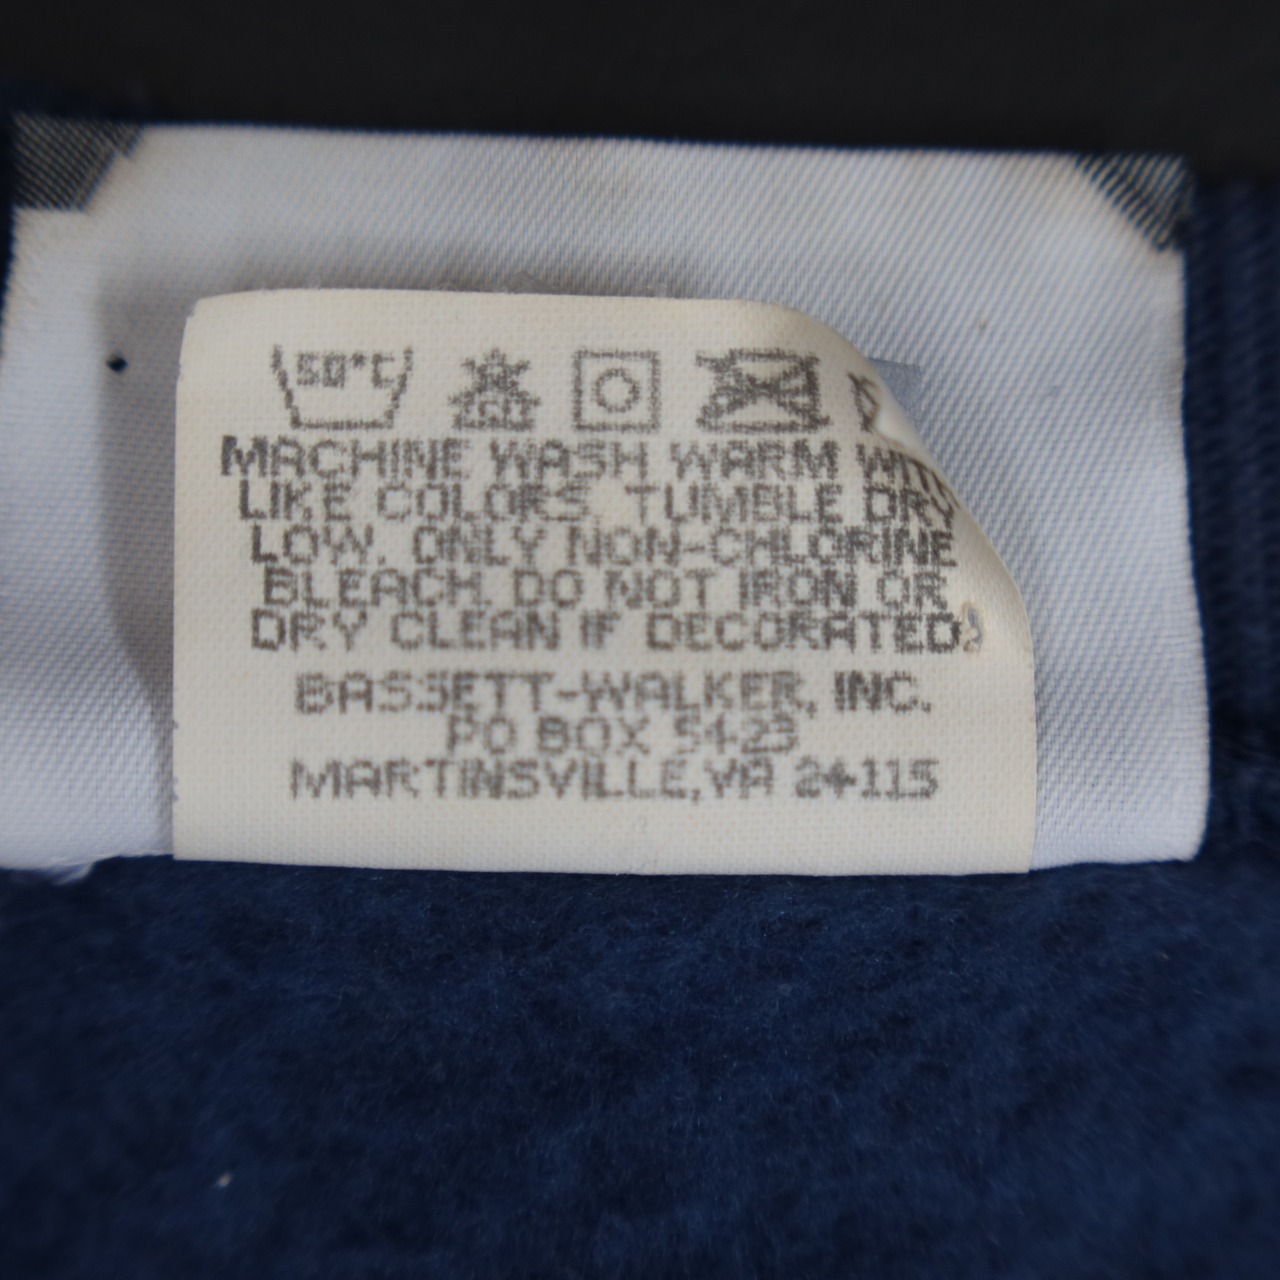 50°C
MACHINE WASH WARM WITH
LIKE COLORS. TUMBLE DRY
LOW. ONLY NON-CHLORINE
BLEACH. DO NOT IRON OR
DRY CLEAN IF DECORATED.
BASSETT-WALKER, INC.
PO BOX 5423
MARTINSVILLE,VA 24115